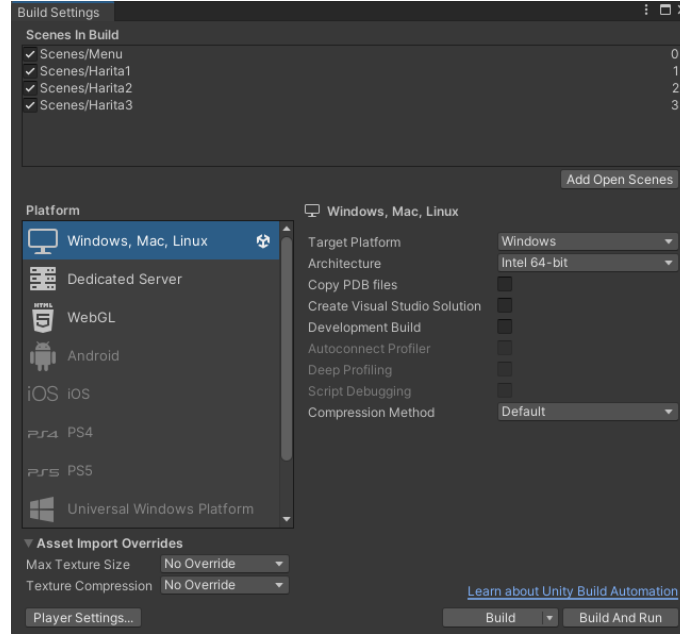 Build Settings
Scenes In Build
Scenes/Menu 0
Scenes/Harita1 1
Scenes/Harita2 2
Scenes/Harita3 3
Add Open Scenes
Platform
Windows, Mac, Linux
Dedicated Server
HTML 5 WebGL
Android
iOS iOS
PS4 PS4
PS5 PS5
Universal Windows Platform
Windows, Mac, Linux
Target Platform Windows
Architecture Intel 64-bit
Copy PDB files
Create Visual Studio Solution
Development Build
Autoconnect Profiler
Deep Profiling
Script Debugging
Compression Method Default
Asset Import Overrides
Max Texture Size No Override
Texture Compression No Override
Learn about Unity Build Automation
Player Settings... Build Build And Run